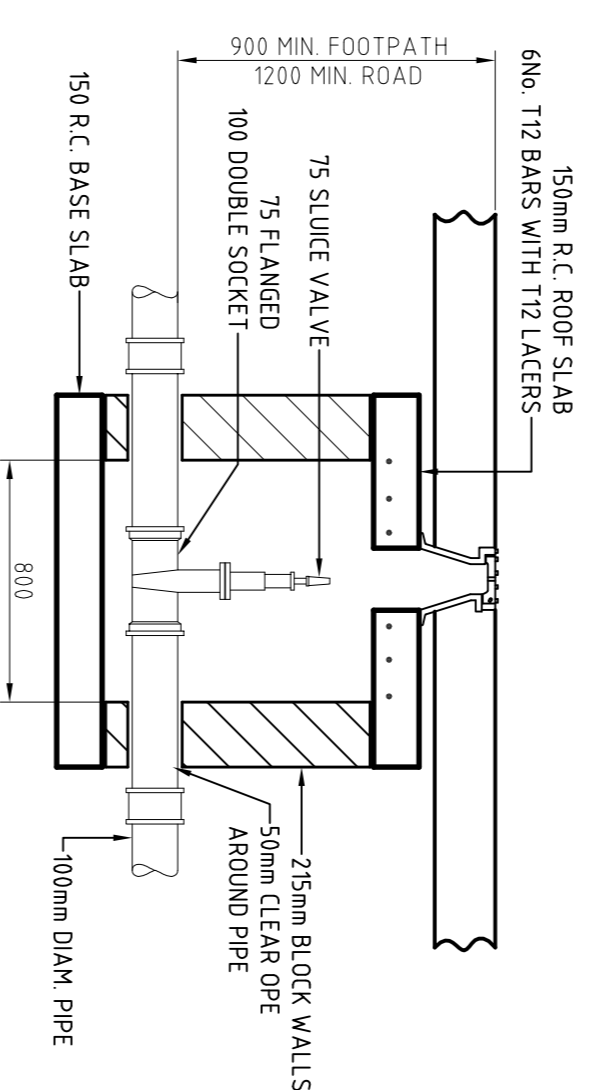 900 MIN. FOOTPATH
1200 MIN. ROAD
150mm R.C. ROOF SLAB
6No. T12 BARS WITH T12 LACERS
75 SLUICE VALVE
75 FLANGED
100 DOUBLE SOCKET
150 R.C. BASE SLAB
800
215mm BLOCK WALLS
50mm CLEAR OPE
AROUND PIPE
100mm DIAM. PIPE